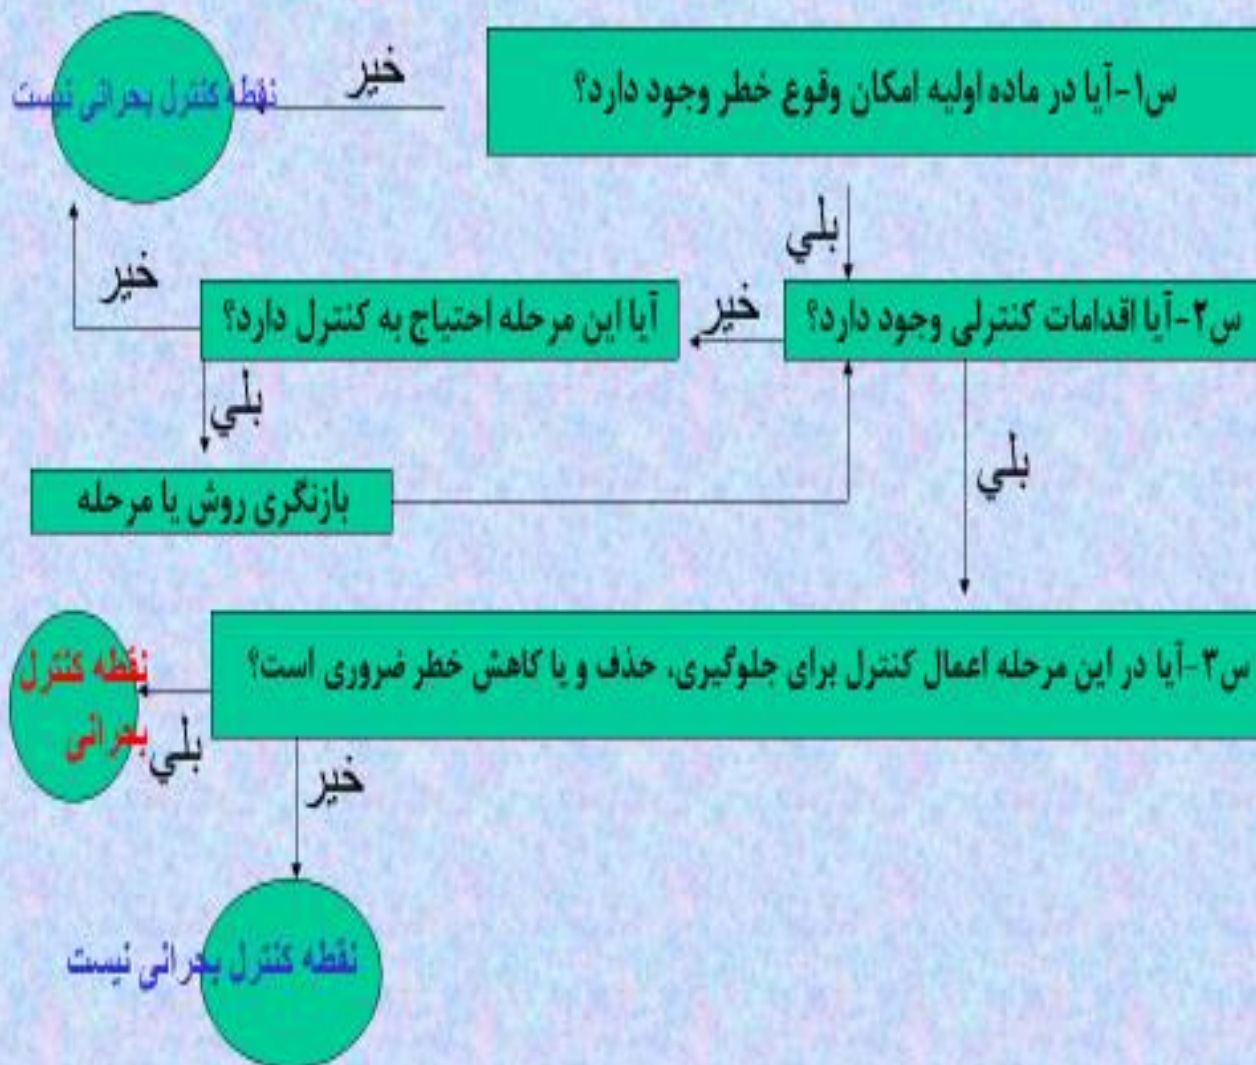 س۱-آیا در ماده اولیه امکان وقوع خطر وجود دارد؟
خیر
نقطه کنترل بحرانی نیست
بلي
س۲-آیا اقدامات کنترلی وجود دارد؟
خیر
آیا این مرحله احتیاج به کنترل دارد؟
خیر
بلي
بلي
بازنگری روش یا مرحله
س۳-آیا در این مرحله اعمال کنترل برای جلوگیری، حذف و یا کاهش خطر ضروری است؟
نقطه کنترل
بحرانی
بلي
خیر
نقطه کنترل بحرانی نیست